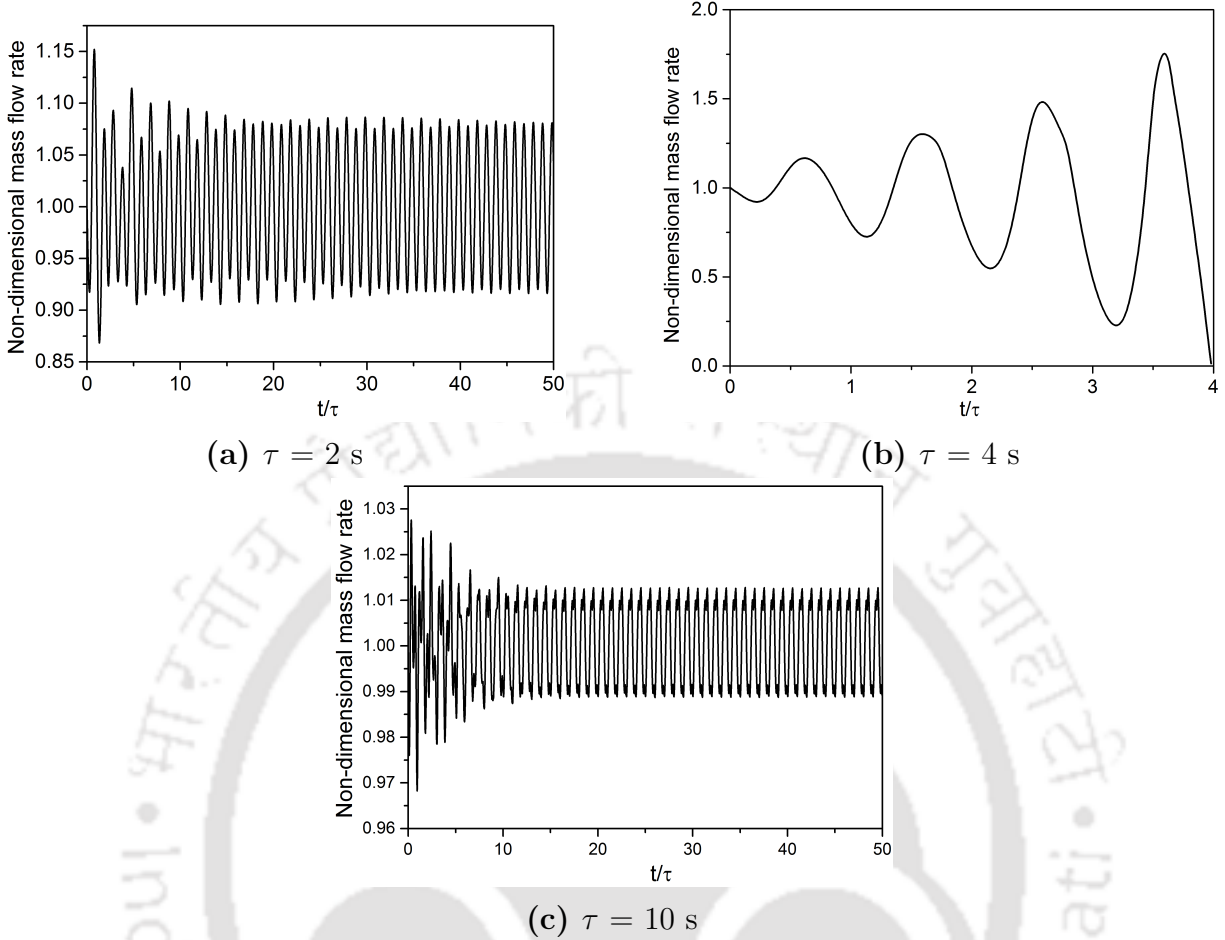 Non-dimensional mass flow rate
1.15
1.10
1.05
1.00
0.95
0.90
0.85
0 10 20 30 40 50
t/τ
(a) τ = 2 s
Non-dimensional mass flow rate
2.0
1.5
1.0
0.5
0.0
0 1 2 3 4
t/τ
(b) τ = 4 s
Non-dimensional mass flow rate
1.03
1.02
1.01
1.00
0.99
0.98
0.97
0.96
0 10 20 30 40 50
t/τ
(c) τ = 10 s